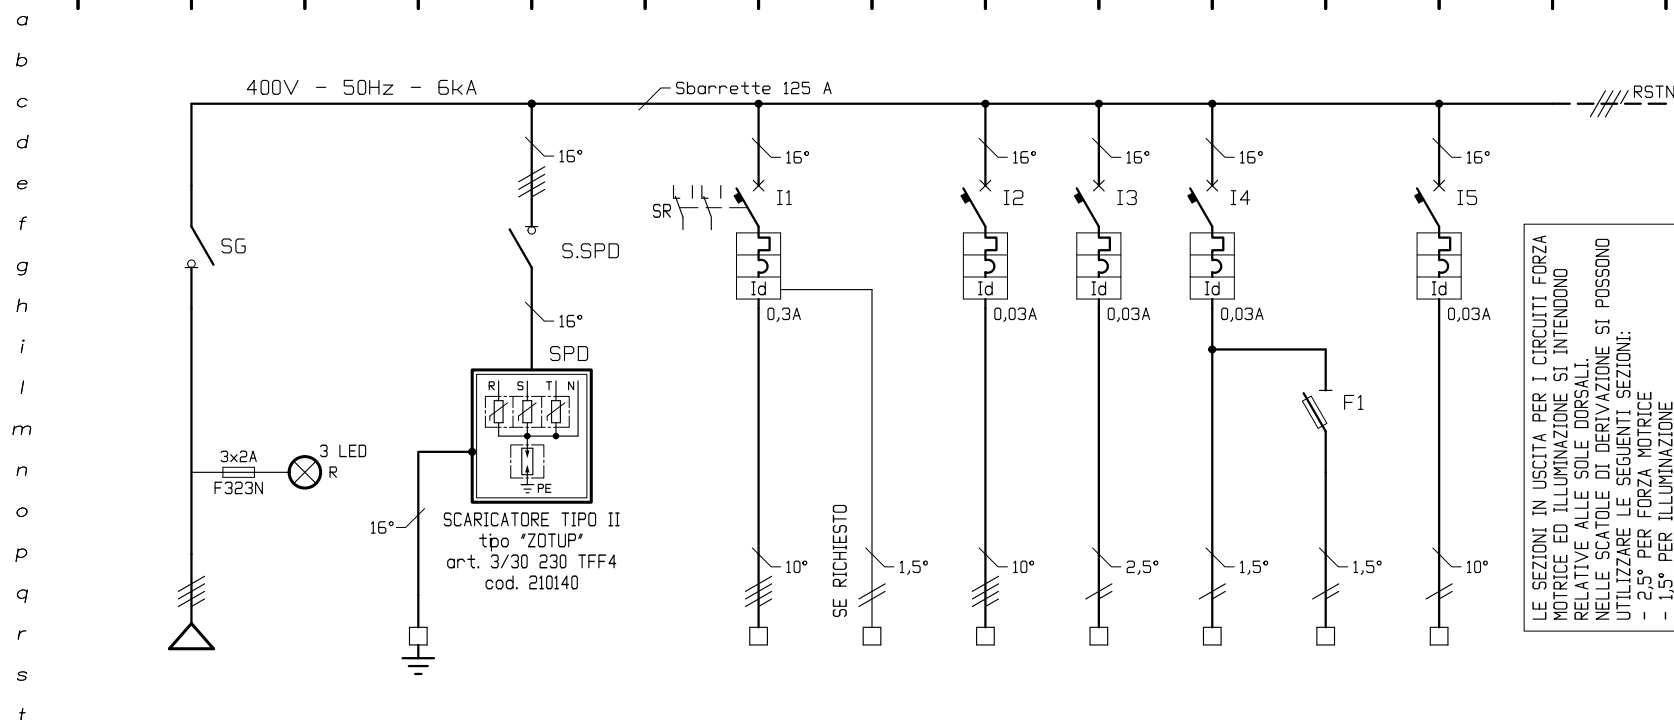 a
b
c
d
e
f
g
h
i
l
m
n
o
p
q
r
s
t
400V - 50Hz - 6kA
Sbarrette 125 A
RSTN
16°
16°
16°
16°
16°
16°
SG
S.SPD
SR
I1
I2
I3
I4
I5
Id
Id
Id
Id
Id
0,3A
0,03A
0,03A
0,03A
0,03A
16°
SPD
R S T N
PE
F1
3x2A
F323N
3 LED
R
16°
SCARICATORE TIPO II
tipo "ZOTUP"
art. 3/30 230 TFF4
cod. 210140
SE RICHIESTO
10°
1,5°
10°
2,5°
1,5°
1,5°
10°
LE SEZIONI IN USCITA PER I CIRCUITI FORZA
MOTRICE ED ILLUMINAZIONE SI INTENDONO
RELATIVE ALLE SOLE DORSALI.
NELLE SCATOLE DI DERIVAZIONE SI POSSONO
UTILIZZARE LE SEGUENTI SEZIONI:
- 2,5° PER FORZA MOTRICE
- 1,5° PER ILLUMINAZIONE